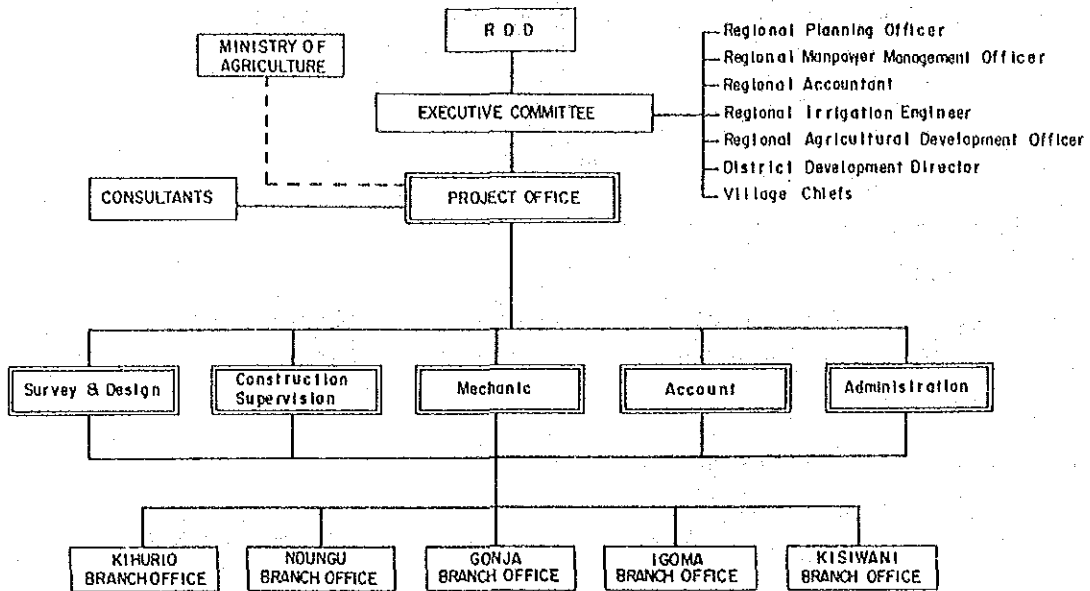 R D D
MINISTRY OF
AGRICULTURE
EXECUTIVE COMMITTEE
Regional Planning Officer
Regional Manpower Management Officer
Regional Accountant
Regional Irrigation Engineer
Regional Agricultural Development Officer
District Development Director
Village Chiefs
CONSULTANTS
PROJECT OFFICE
Survey & Design
Construction
Supervision
Mechanic
Account
Administration
KIHURIO
BRANCH OFFICE
NDUNGU
BRANCH OFFICE
GONJA
BRANCH OFFICE
IGOMA
BRANCH OFFICE
KISIWANI
BRANCH OFFICE